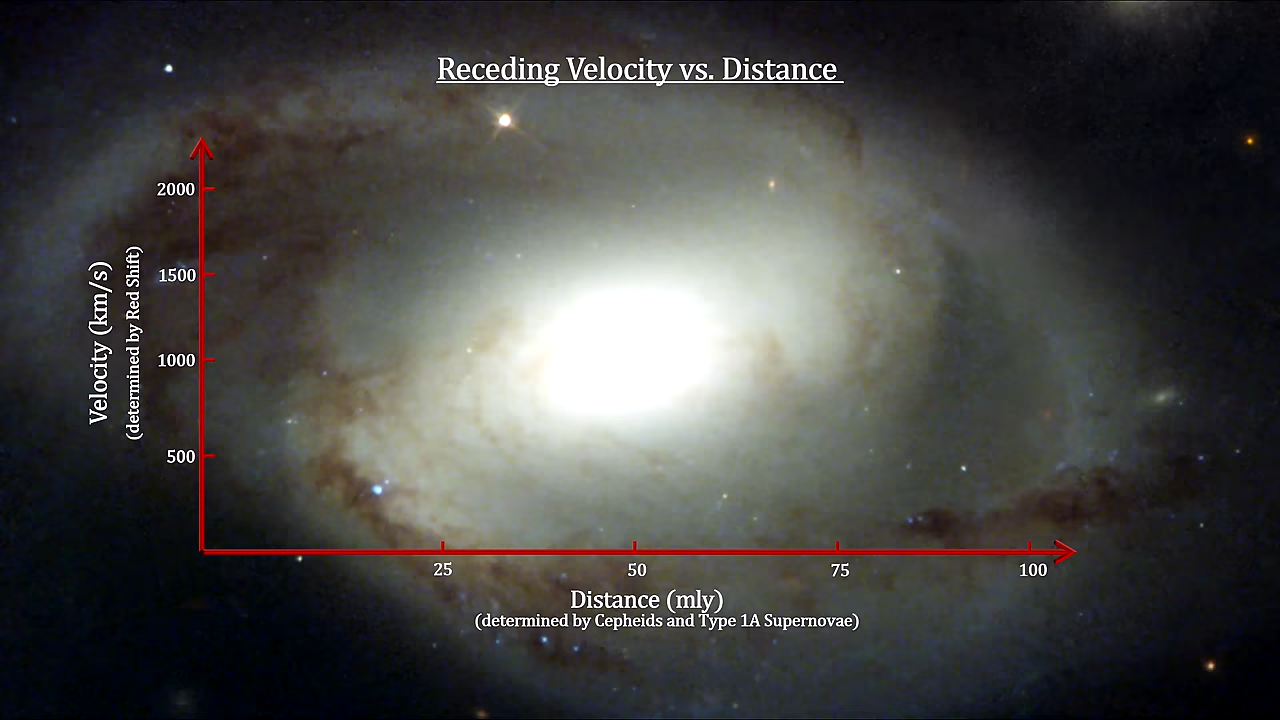 Receding Velocity vs. Distance
2000
1500
1000
500
Velocity (km/s)
(determined by Red Shift)
25 50 75 100
Distance (mly)
(determined by Cepheids and Type 1A Supernovae)